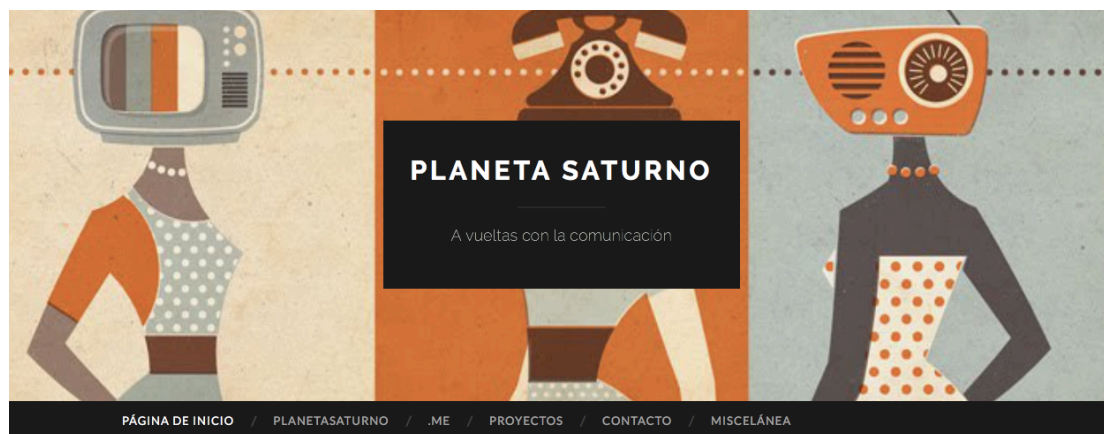 PLANETA SATURNO
A vueltas con la comunicación
PÁGINA DE INICIO / PLANETASATURNO / .ME / PROYECTOS / CONTACTO / MISCELÁNEA